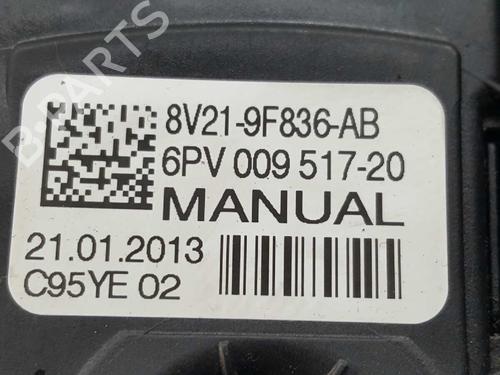 8V21-9F836-AB
6PV 009 517-20
MANUAL
21.01.2013
C95YE 02
B-PARTS